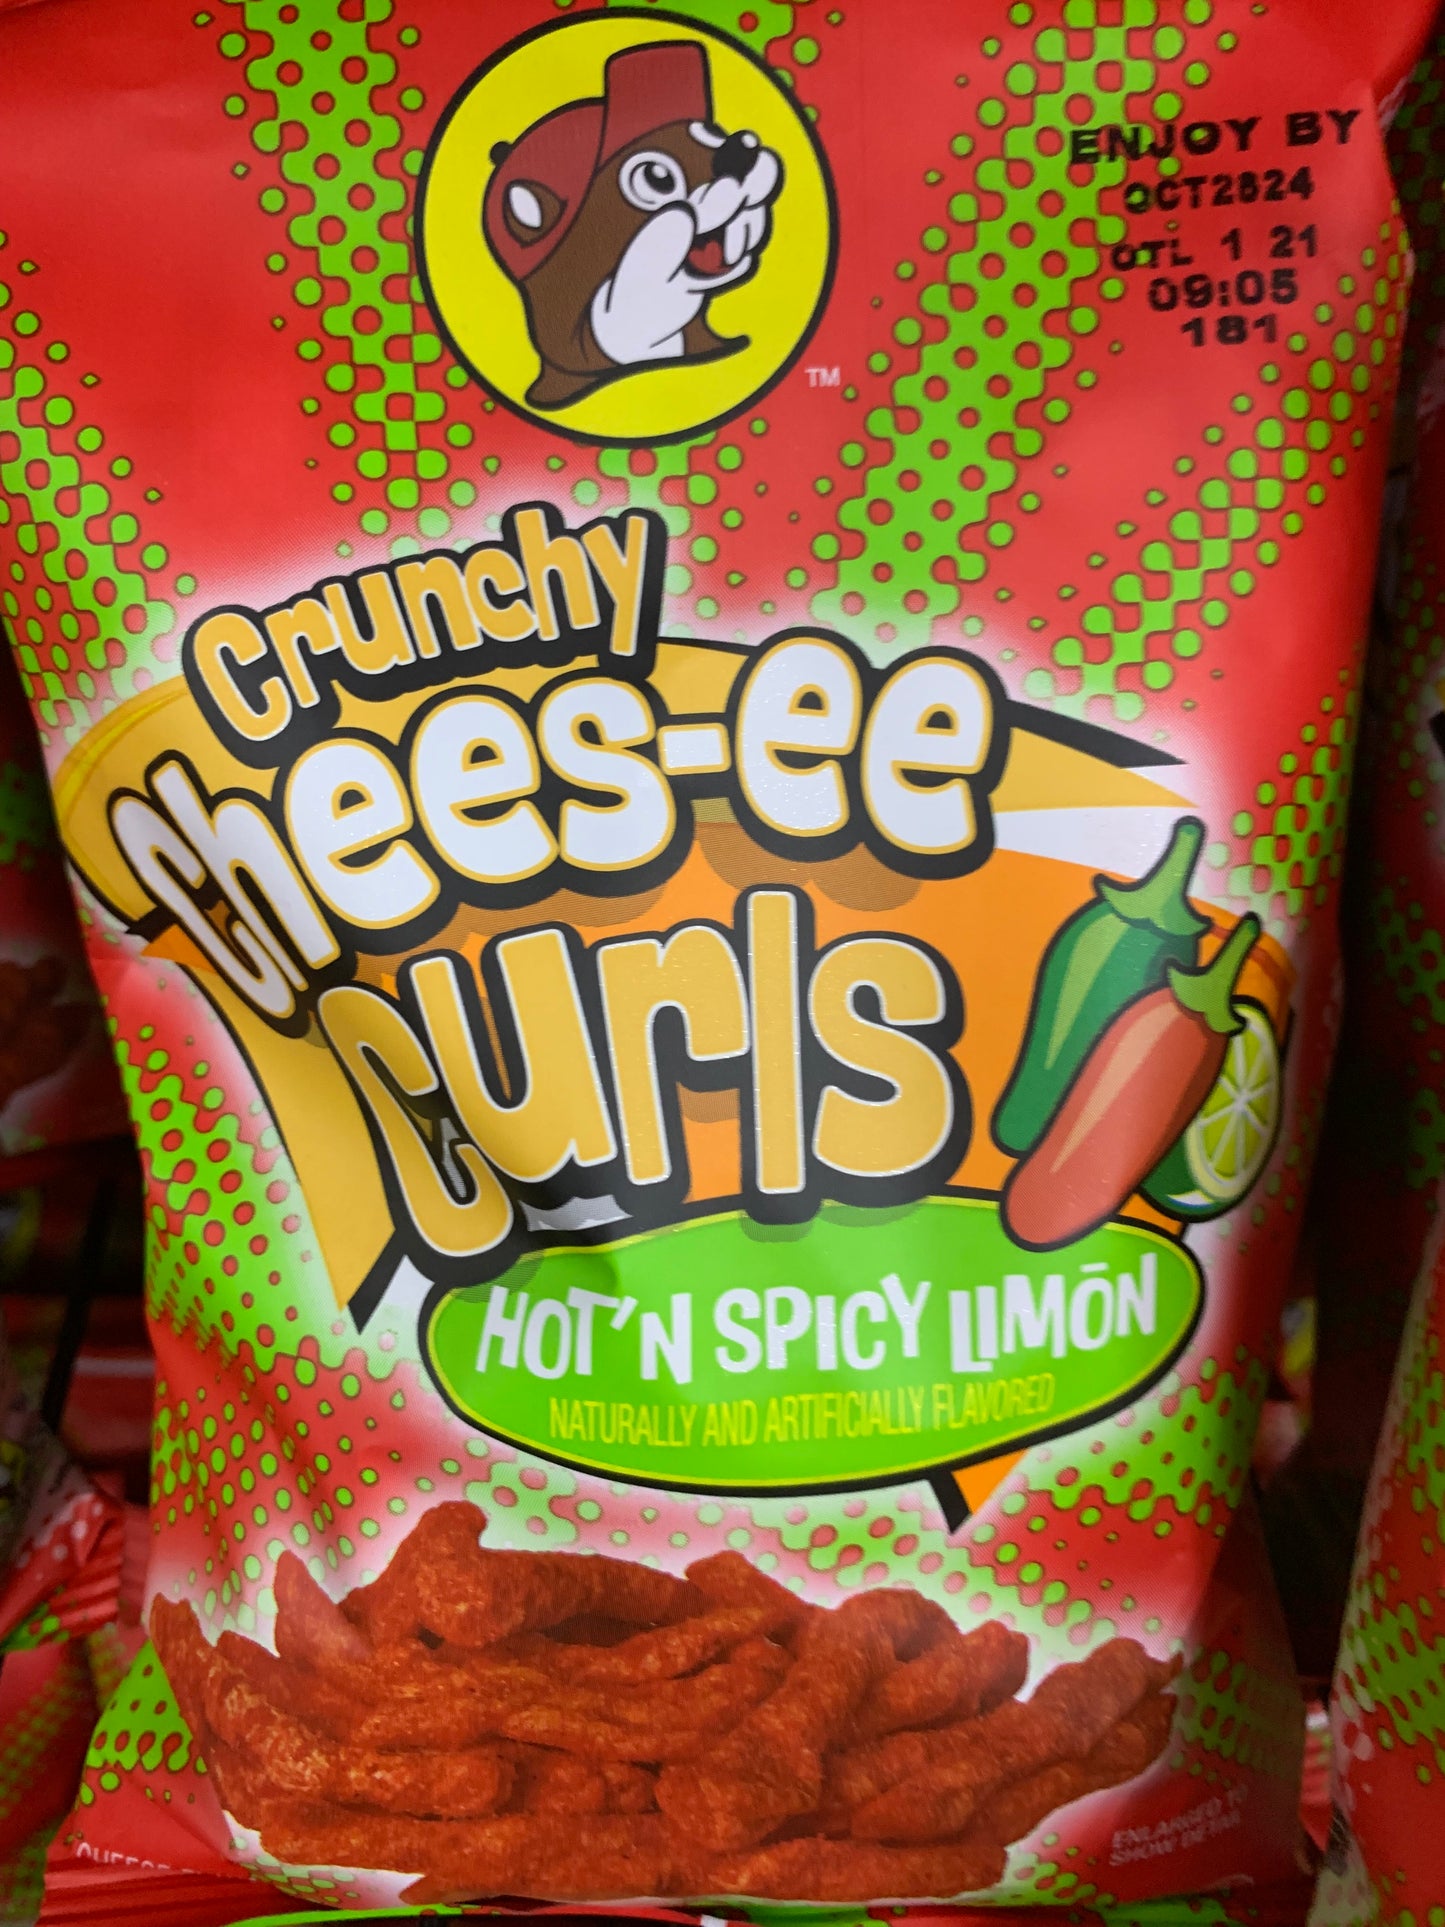 ENJOY BY
OCT2824
OTL 1 21
09:05
181
TM
Crunchy
Chees-ee
Curls
HOT'N SPICY LIMŌN
NATURALLY AND ARTIFICIALLY FLAVORED
ENLARGED TO
SHOW DETAIL